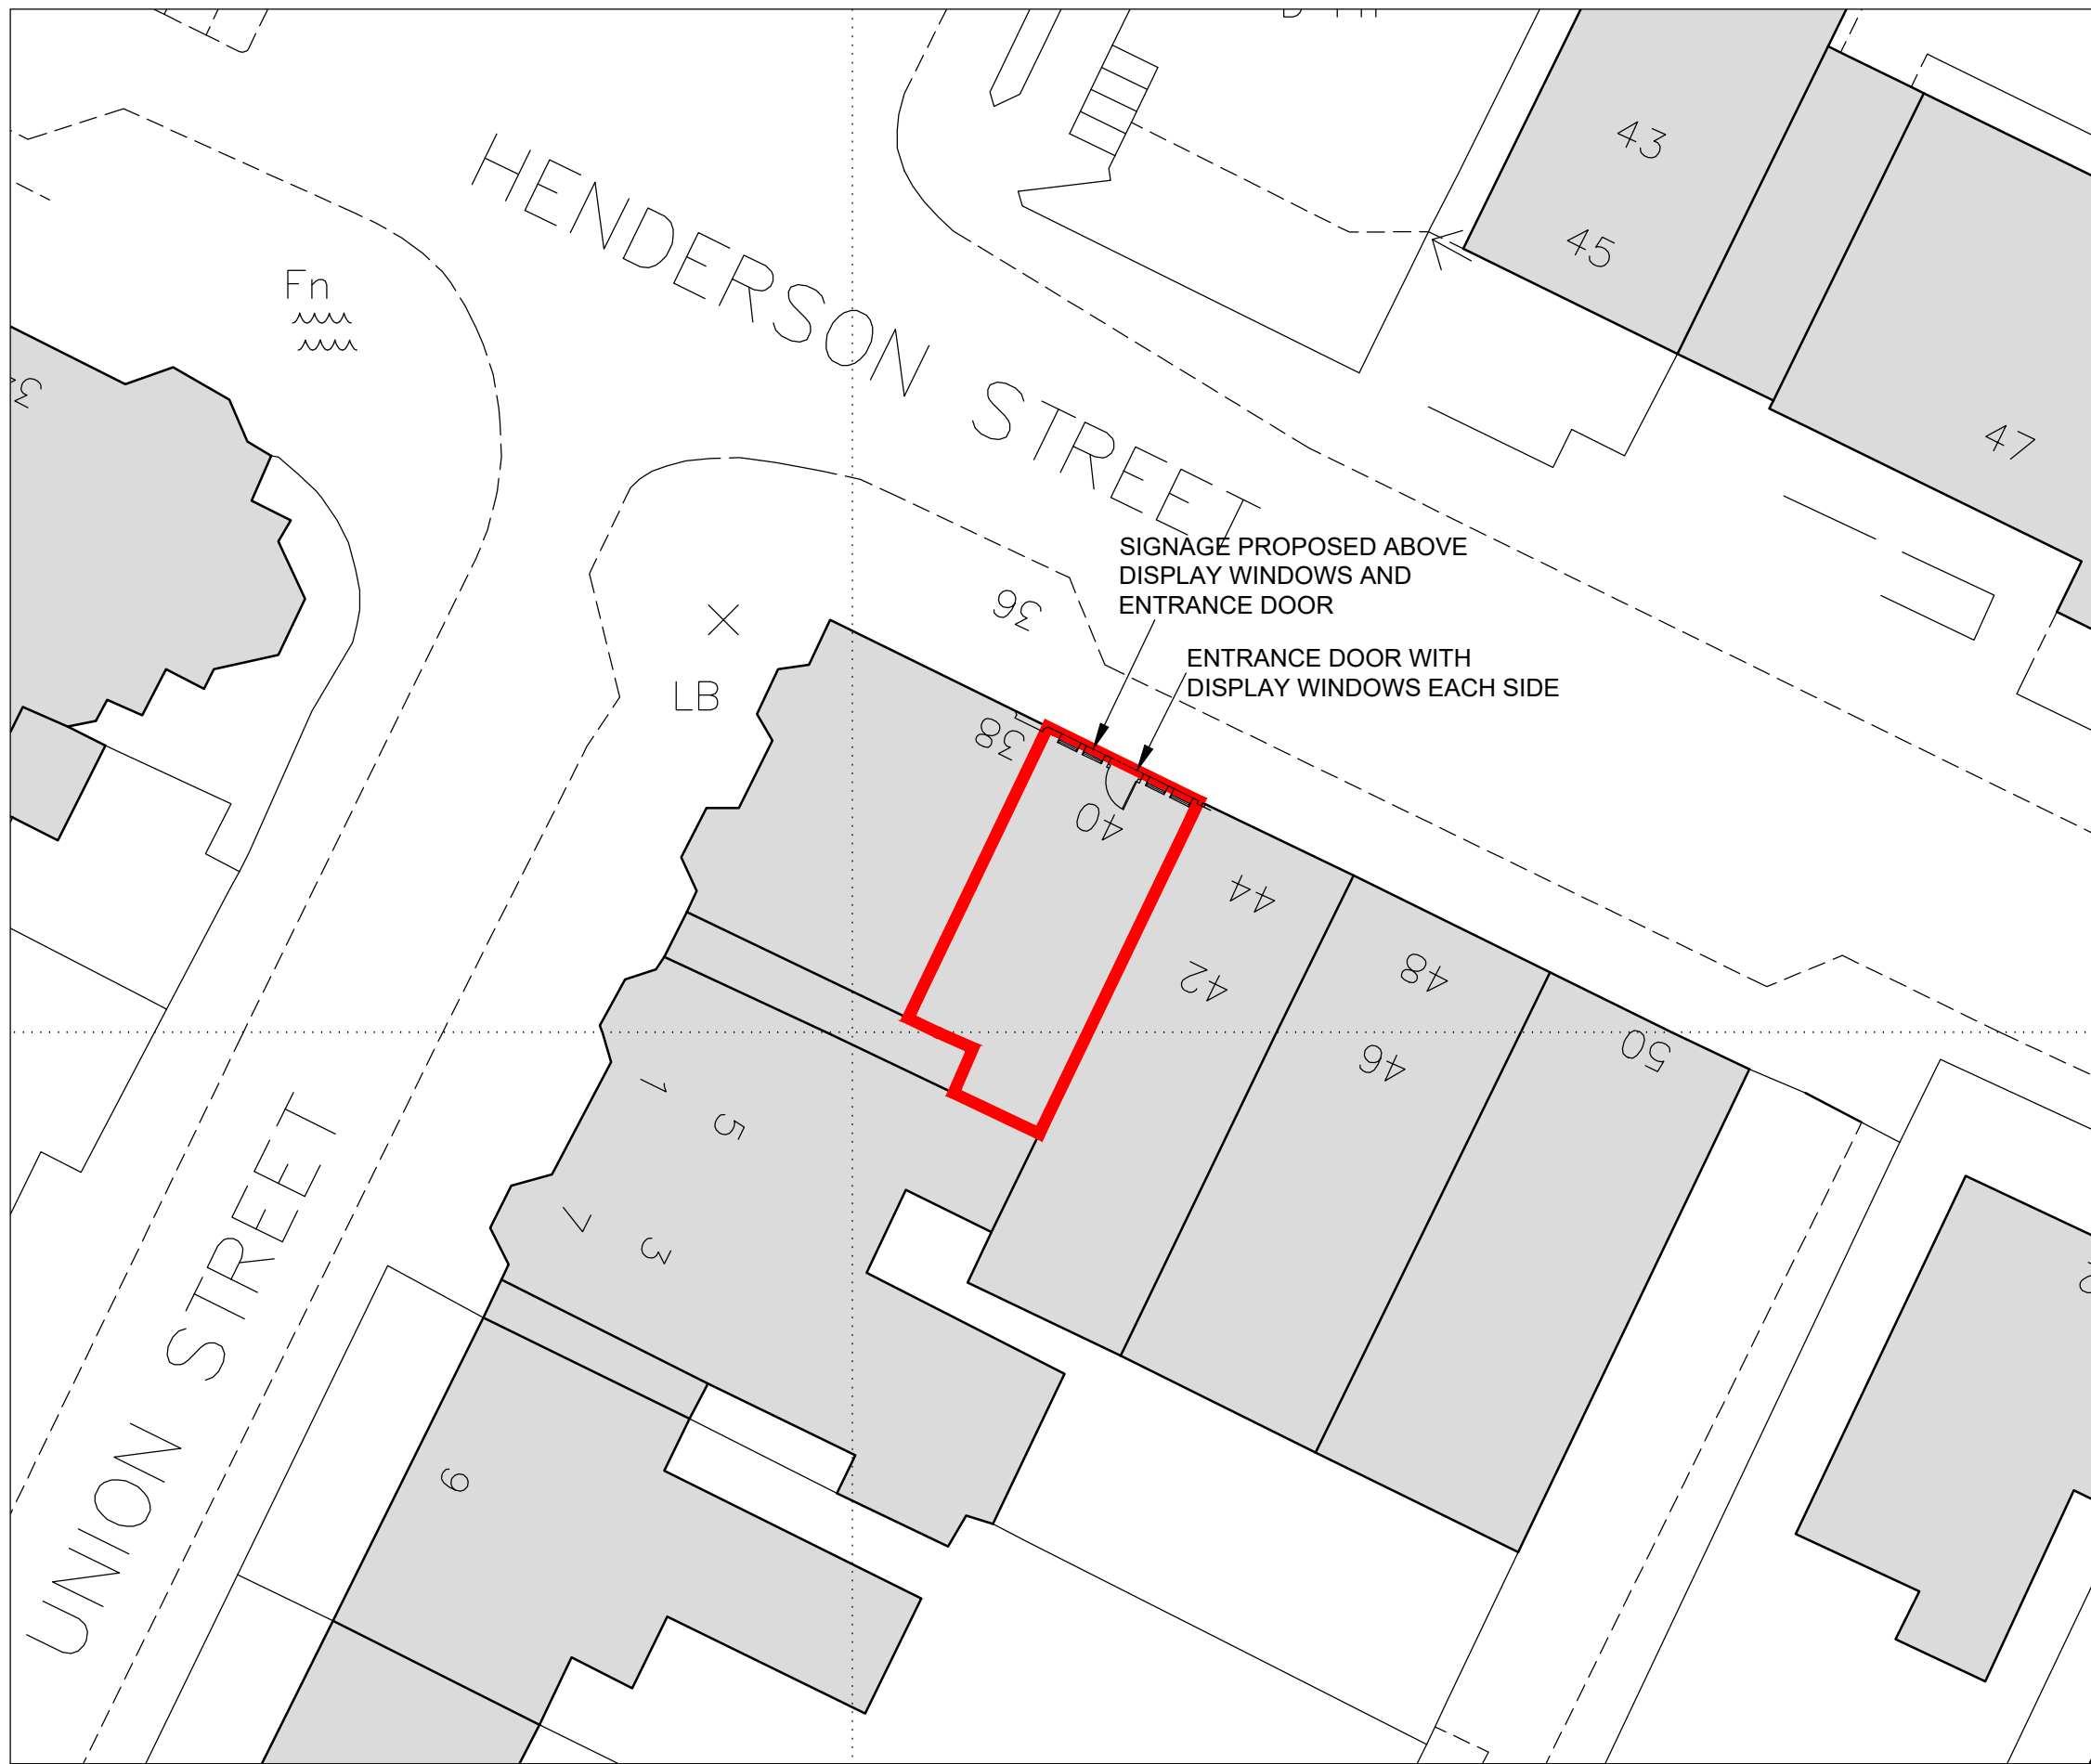 43
45
HENDERSON STREET
Fn
47
SIGNAGE PROPOSED ABOVE
DISPLAY WINDOWS AND
ENTRANCE DOOR
36
ENTRANCE DOOR WITH
DISPLAY WINDOWS EACH SIDE
LB
38
40
44
42
48
46
50
1
5
7
3
UNION STREET
9